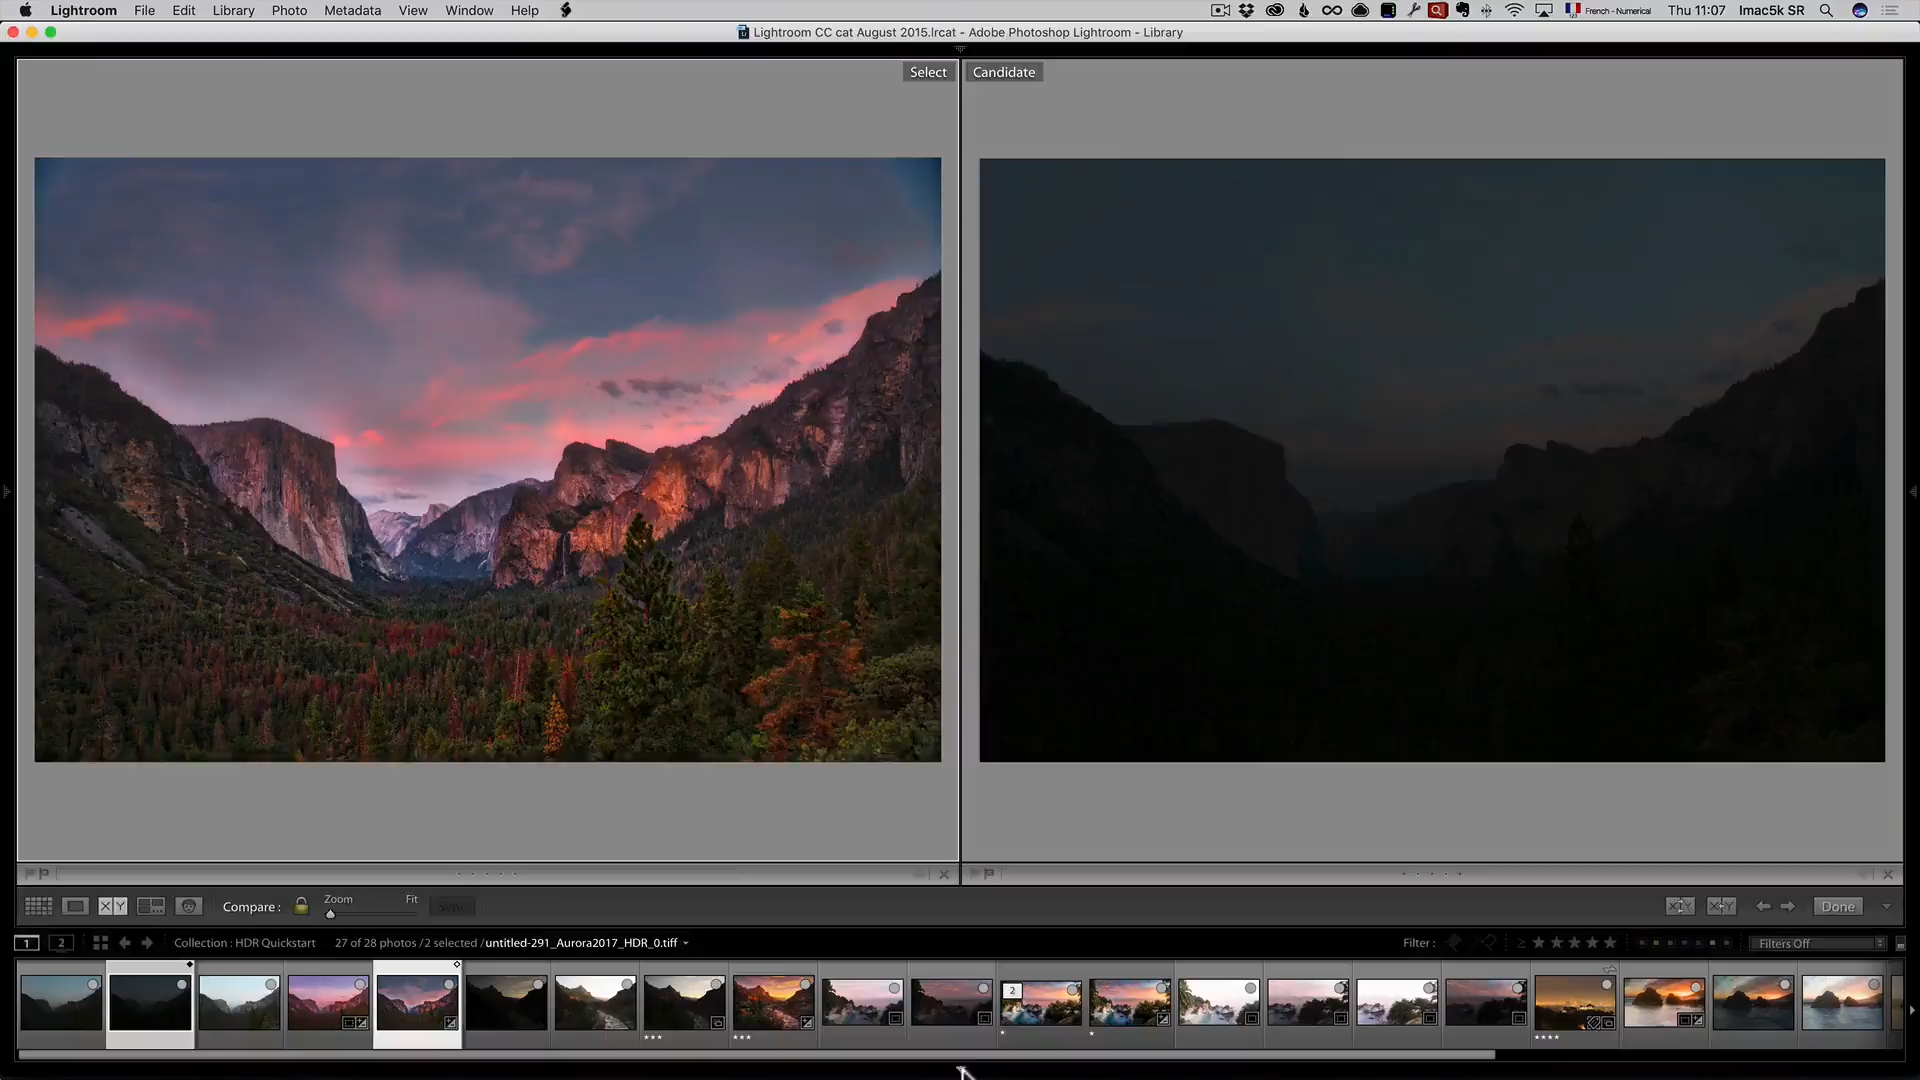 Lightroom File Edit Library Photo Metadata View Window Help French - Numerical Thu 11:07 Imac5k SR
Lightroom CC cat August 2015.lrcat - Adobe Photoshop Lightroom - Library
Select Candidate
XY Compare : Zoom Fit Sync Done
1 2 Collection : HDR Quickstart 27 of 28 photos /2 selected /untitled-291_Aurora2017_HDR_0.tiff Filter : ≥ ★★★★★ Filters Off
2